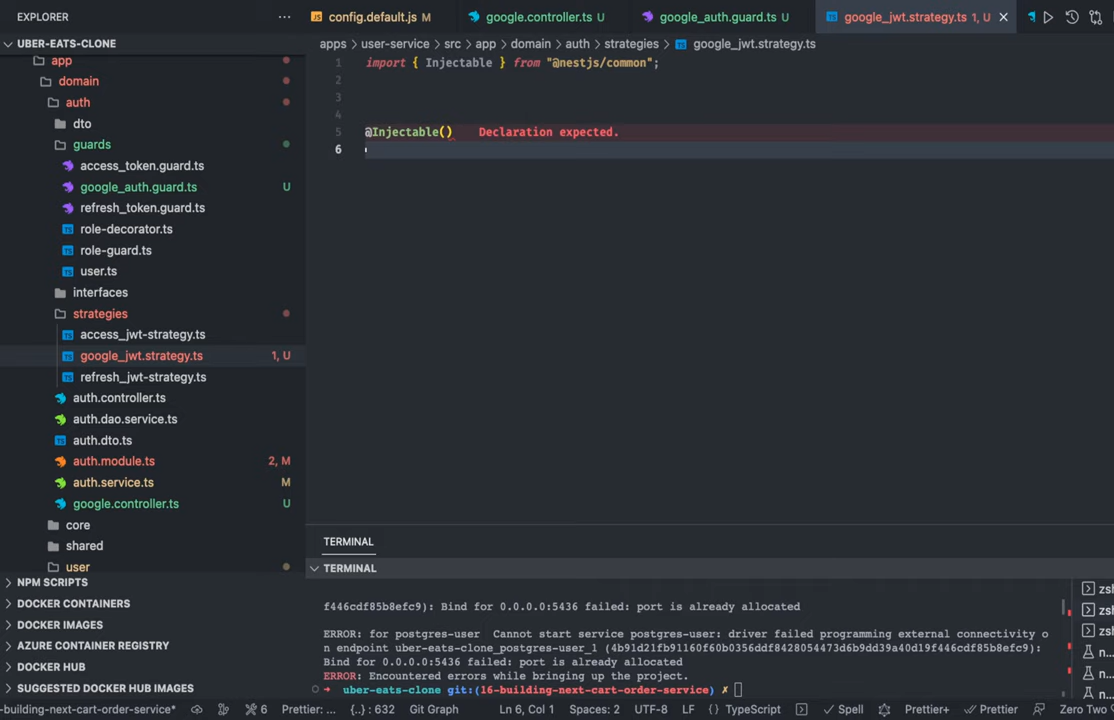 EXPLORER ...
config.default.js M
google.controller.ts U
google_auth.guard.ts U
google_jwt.strategy.ts 1, U
UBER-EATS-CLONE
apps > user-service > src > app > domain > auth > strategies > google_jwt.strategy.ts
app
domain
auth
dto
guards
access_token.guard.ts
google_auth.guard.ts U
refresh_token.guard.ts
role-decorator.ts
role-guard.ts
user.ts
interfaces
strategies
access_jwt-strategy.ts
google_jwt.strategy.ts 1, U
refresh_jwt-strategy.ts
auth.controller.ts
auth.dao.service.ts
auth.dto.ts
auth.module.ts 2, M
auth.service.ts M
google.controller.ts U
core
shared
user
NPM SCRIPTS
DOCKER CONTAINERS
DOCKER IMAGES
AZURE CONTAINER REGISTRY
DOCKER HUB
SUGGESTED DOCKER HUB IMAGES
1 import { Injectable } from "@nestjs/common";
2
3
4
5 @Injectable() Declaration expected.
6
TERMINAL
TERMINAL
f446cdf85b8efc9): Bind for 0.0.0.0:5436 failed: port is already allocated
ERROR: for postgres-user Cannot start service postgres-user: driver failed programming external connectivity o
n endpoint uber-eats-clone_postgres-user_1 (4b91d21fb91160f60b0356ddf8428054473d6b9dd39a40d19f446cdf85b8efc9):
Bind for 0.0.0.0:5436 failed: port is already allocated
ERROR: Encountered errors while bringing up the project.
→ uber-eats-clone git:(16-building-next-cart-order-service) ✗
zsh
zsh
zsh
n...
n...
n...
-building-next-cart-order-service* 6 Prettier: ... {..} : 632 Git Graph Ln 6, Col 1 Spaces: 2 UTF-8 LF {} TypeScript Spell Prettier+ Prettier Zero Two